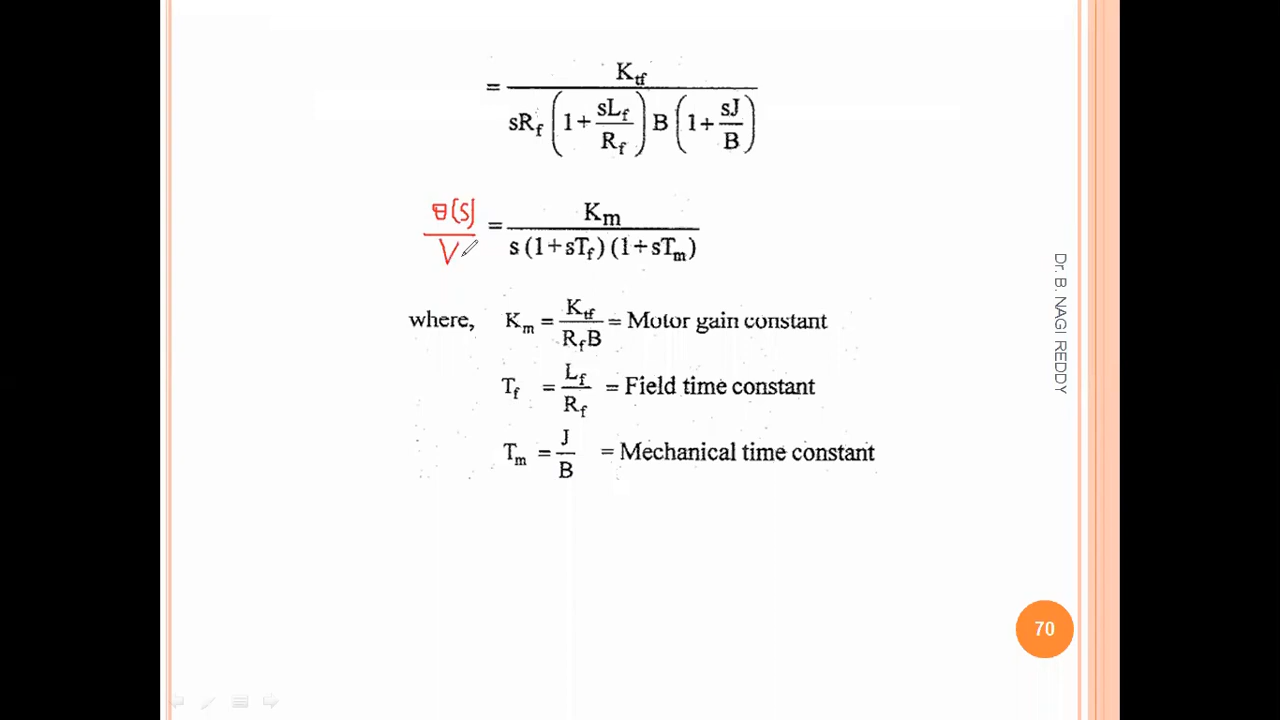 = K_tf / sR_f (1 + sL_f / R_f) B (1 + sJ / B)
θ(s) / V = K_m / s (1 + sT_f) (1 + sT_m)
where, K_m = K_tf / R_f B = Motor gain constant
T_f = L_f / R_f = Field time constant
T_m = J / B = Mechanical time constant
Dr. B. NAGI REDDY
70